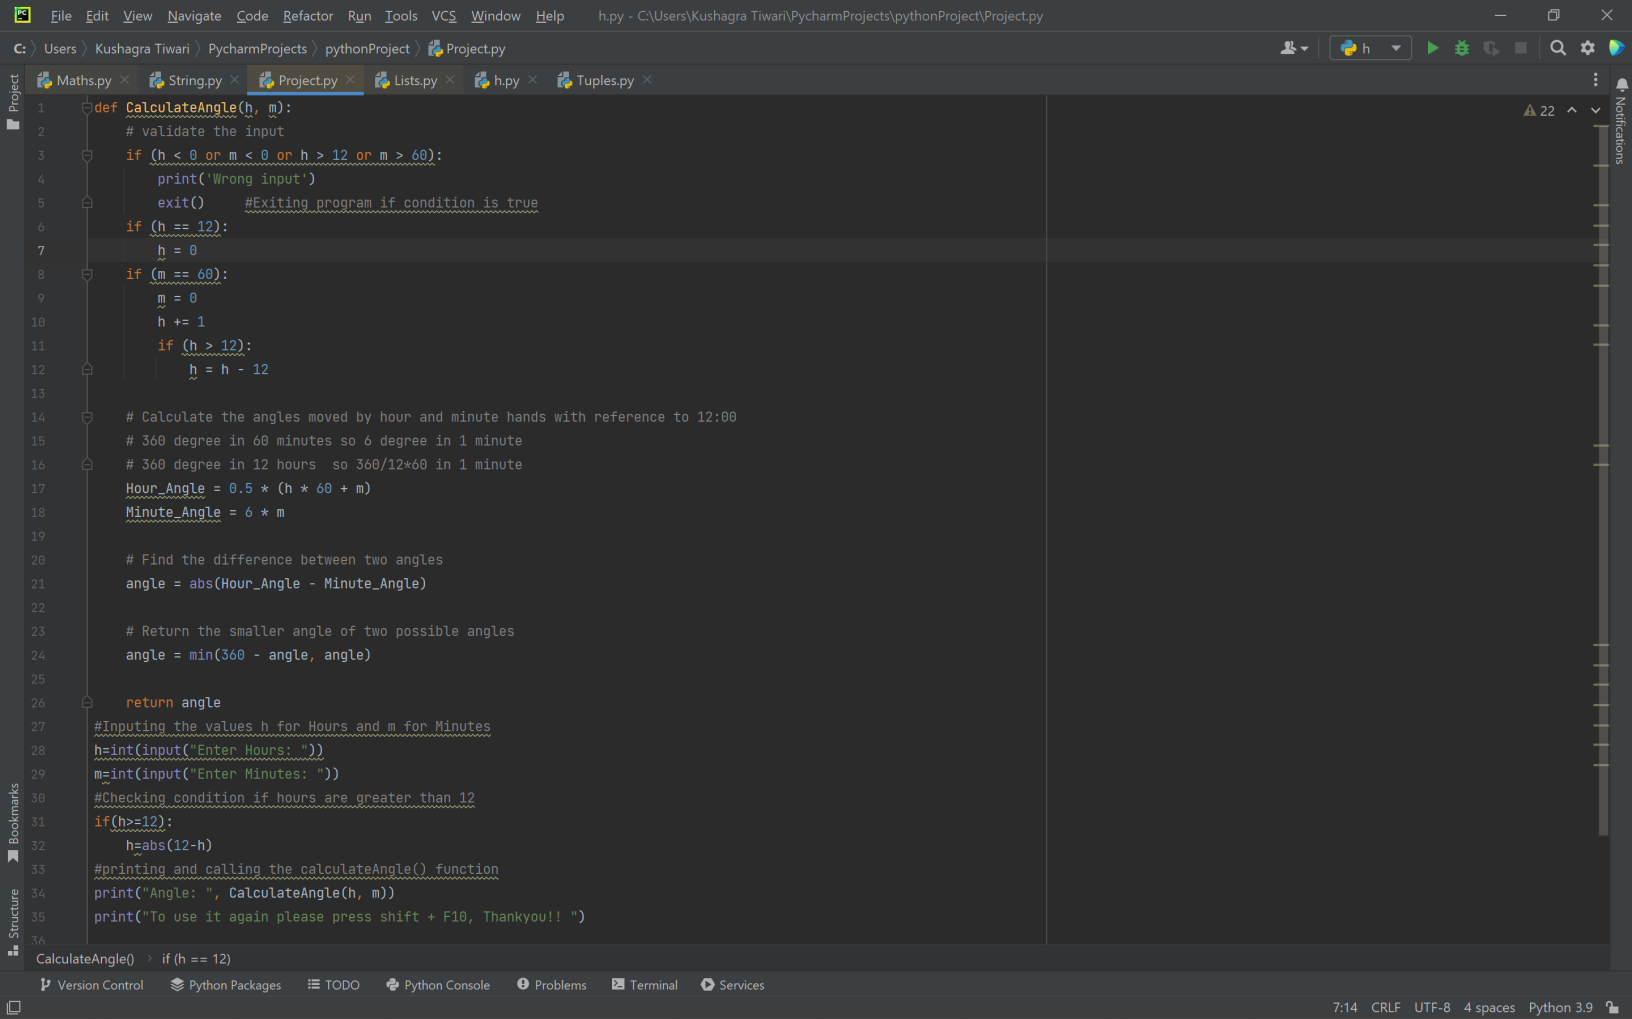 PC File Edit View Navigate Code Refactor Run Tools VCS Window Help h.py - C:\Users\Kushagra Tiwari\PycharmProjects\pythonProject\Project.py
C: Users Kushagra Tiwari PycharmProjects pythonProject Project.py h
Maths.py String.py Project.py Lists.py h.py Tuples.py
Project
Notifications
22
1 def CalculateAngle(h, m):
2     # validate the input
3     if (h < 0 or m < 0 or h > 12 or m > 60):
4         print('Wrong input')
5         exit()     #Exiting program if condition is true
6     if (h == 12):
7         h = 0
8     if (m == 60):
9         m = 0
10         h += 1
11         if (h > 12):
12             h = h - 12
13
14     # Calculate the angles moved by hour and minute hands with reference to 12:00
15     # 360 degree in 60 minutes so 6 degree in 1 minute
16     # 360 degree in 12 hours  so 360/12*60 in 1 minute
17     Hour_Angle = 0.5 * (h * 60 + m)
18     Minute_Angle = 6 * m
19
20     # Find the difference between two angles
21     angle = abs(Hour_Angle - Minute_Angle)
22
23     # Return the smaller angle of two possible angles
24     angle = min(360 - angle, angle)
25
26     return angle
27 #Inputing the values h for Hours and m for Minutes
28 h=int(input("Enter Hours: "))
29 m=int(input("Enter Minutes: "))
30 #Checking condition if hours are greater than 12
31 if(h>=12):
32     h=abs(12-h)
33 #printing and calling the calculateAngle() function
34 print("Angle: ", CalculateAngle(h, m))
35 print("To use it again please press shift + F10, Thankyou!! ")
36
Bookmarks
Structure
CalculateAngle() if (h == 12)
Version Control Python Packages TODO Python Console Problems Terminal Services
7:14 CRLF UTF-8 4 spaces Python 3.9